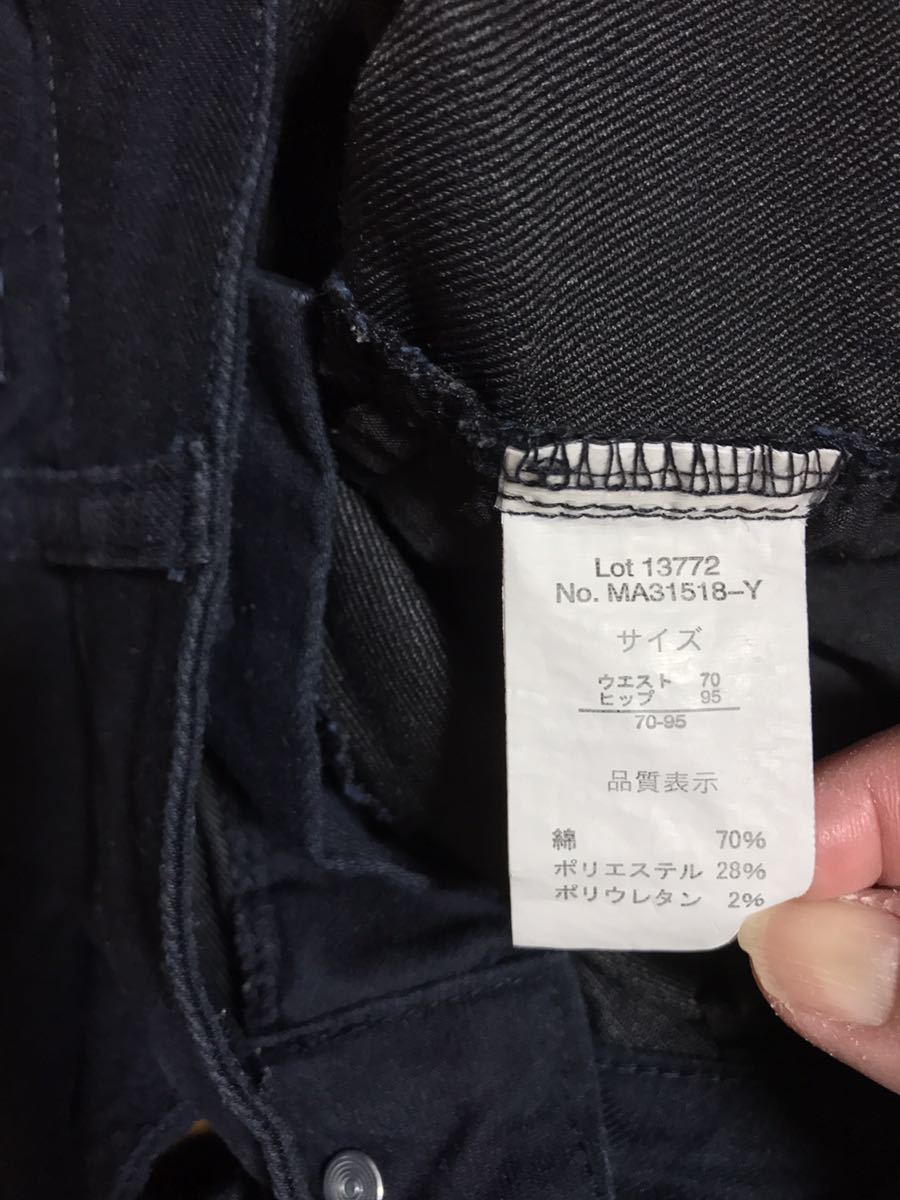 Lot 13772
No. MA31518-Y
サイズ
ウエスト 70
ヒップ 95
70-95
品質表示
綿 70%
ポリエステル 28%
ポリウレタン 2%